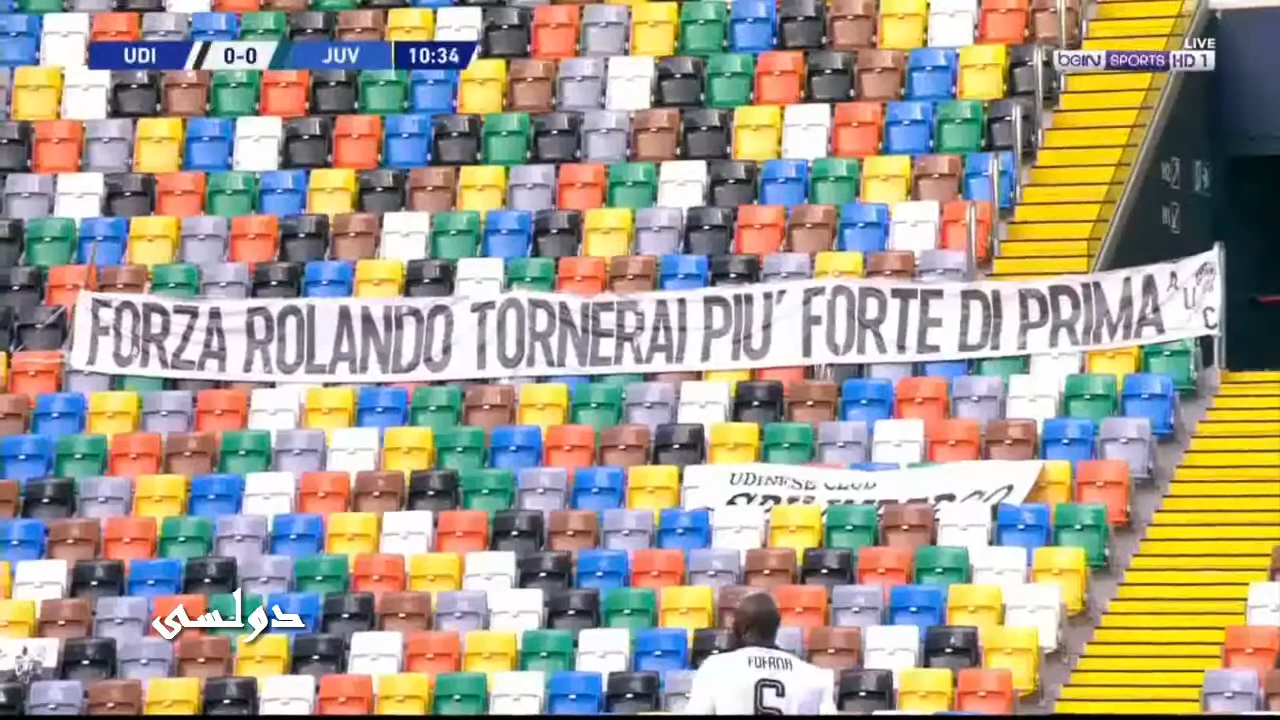 UDI 0-0 JUV 10:34
LIVE
beIN SPORTS HD 1
FORZA ROLANDO TORNERAI PIU' FORTE DI PRIMA
AUC
UDINESE CLUB
دولسى
FOFANA
6